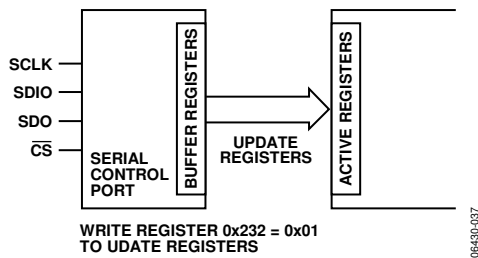 SCLK
SDIO
SDO
CS
SERIAL
CONTROL
PORT
BUFFER REGISTERS
UPDATE
REGISTERS
ACTIVE REGISTERS
WRITE REGISTER 0x232 = 0x01
TO UDATE REGISTERS
06430-037